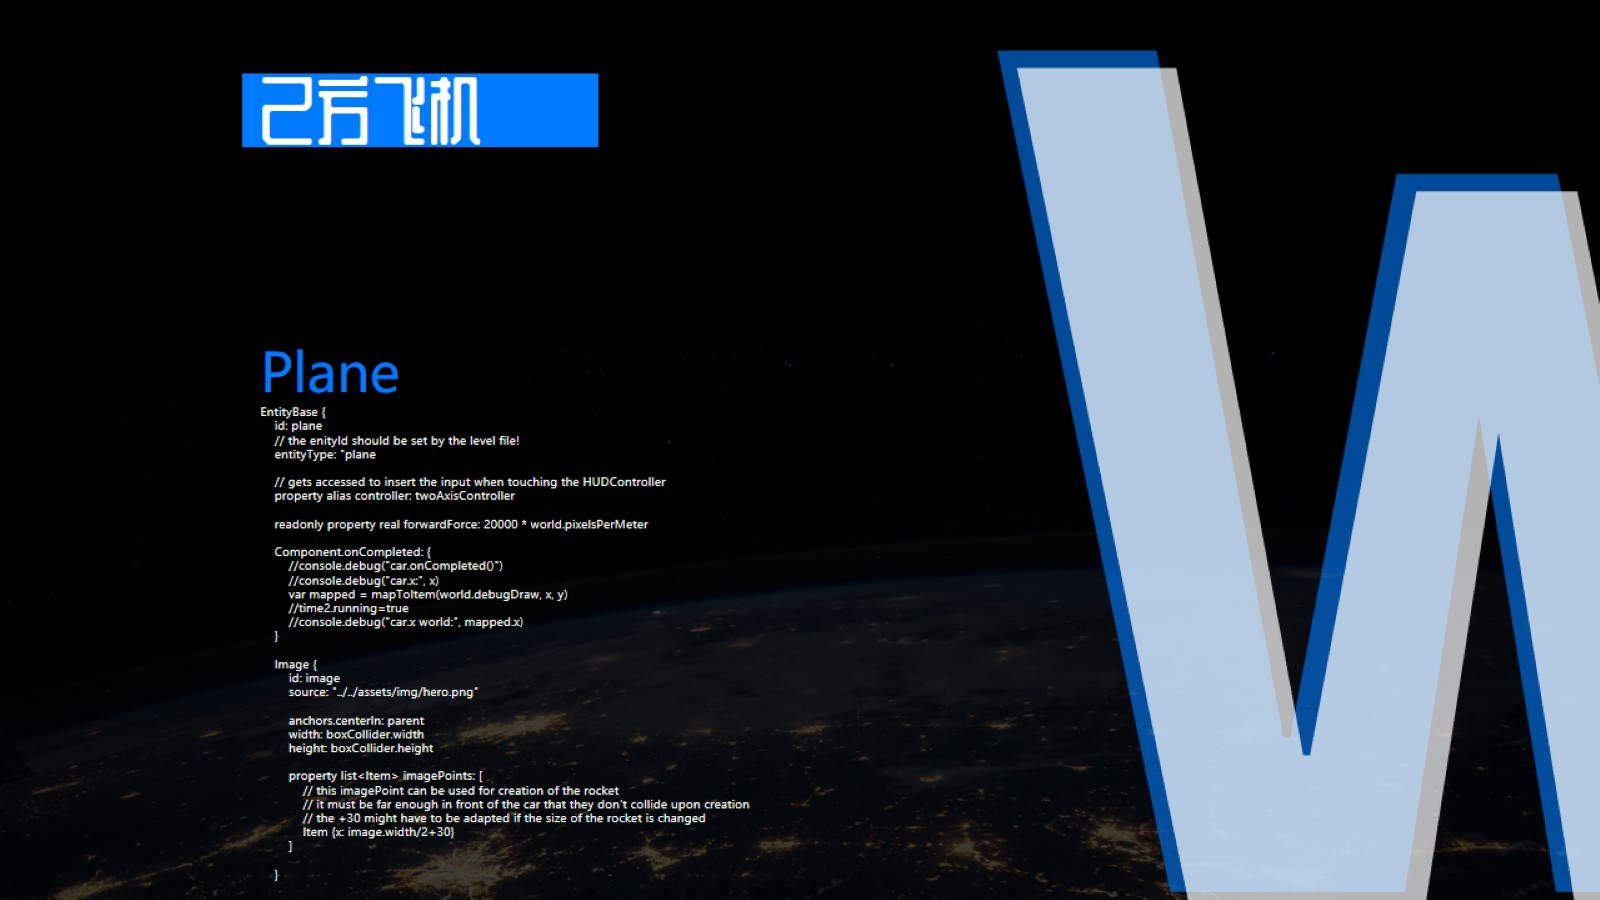 己方飞机
W
Plane
EntityBase {
id: plane
// the enityId should be set by the level file!
entityType: "plane
// gets accessed to insert the input when touching the HUDController
property alias controller: twoAxisController
readonly property real forwardForce: 20000 * world.pixelsPerMeter
Component.onCompleted: {
//console.debug("car.onCompleted()")
//console.debug("car.x:", x)
var mapped = mapToItem(world.debugDraw, x, y)
//time2.running=true
//console.debug("car.x world:", mapped.x)
}
Image {
id: image
source: "../../assets/img/hero.png"
anchors.centerIn: parent
width: boxCollider.width
height: boxCollider.height
property list<Item> imagePoints: [
// this imagePoint can be used for creation of the rocket
// it must be far enough in front of the car that they don't collide upon creation
// the +30 might have to be adapted if the size of the rocket is changed
Item {x: image.width/2+30}
]
}